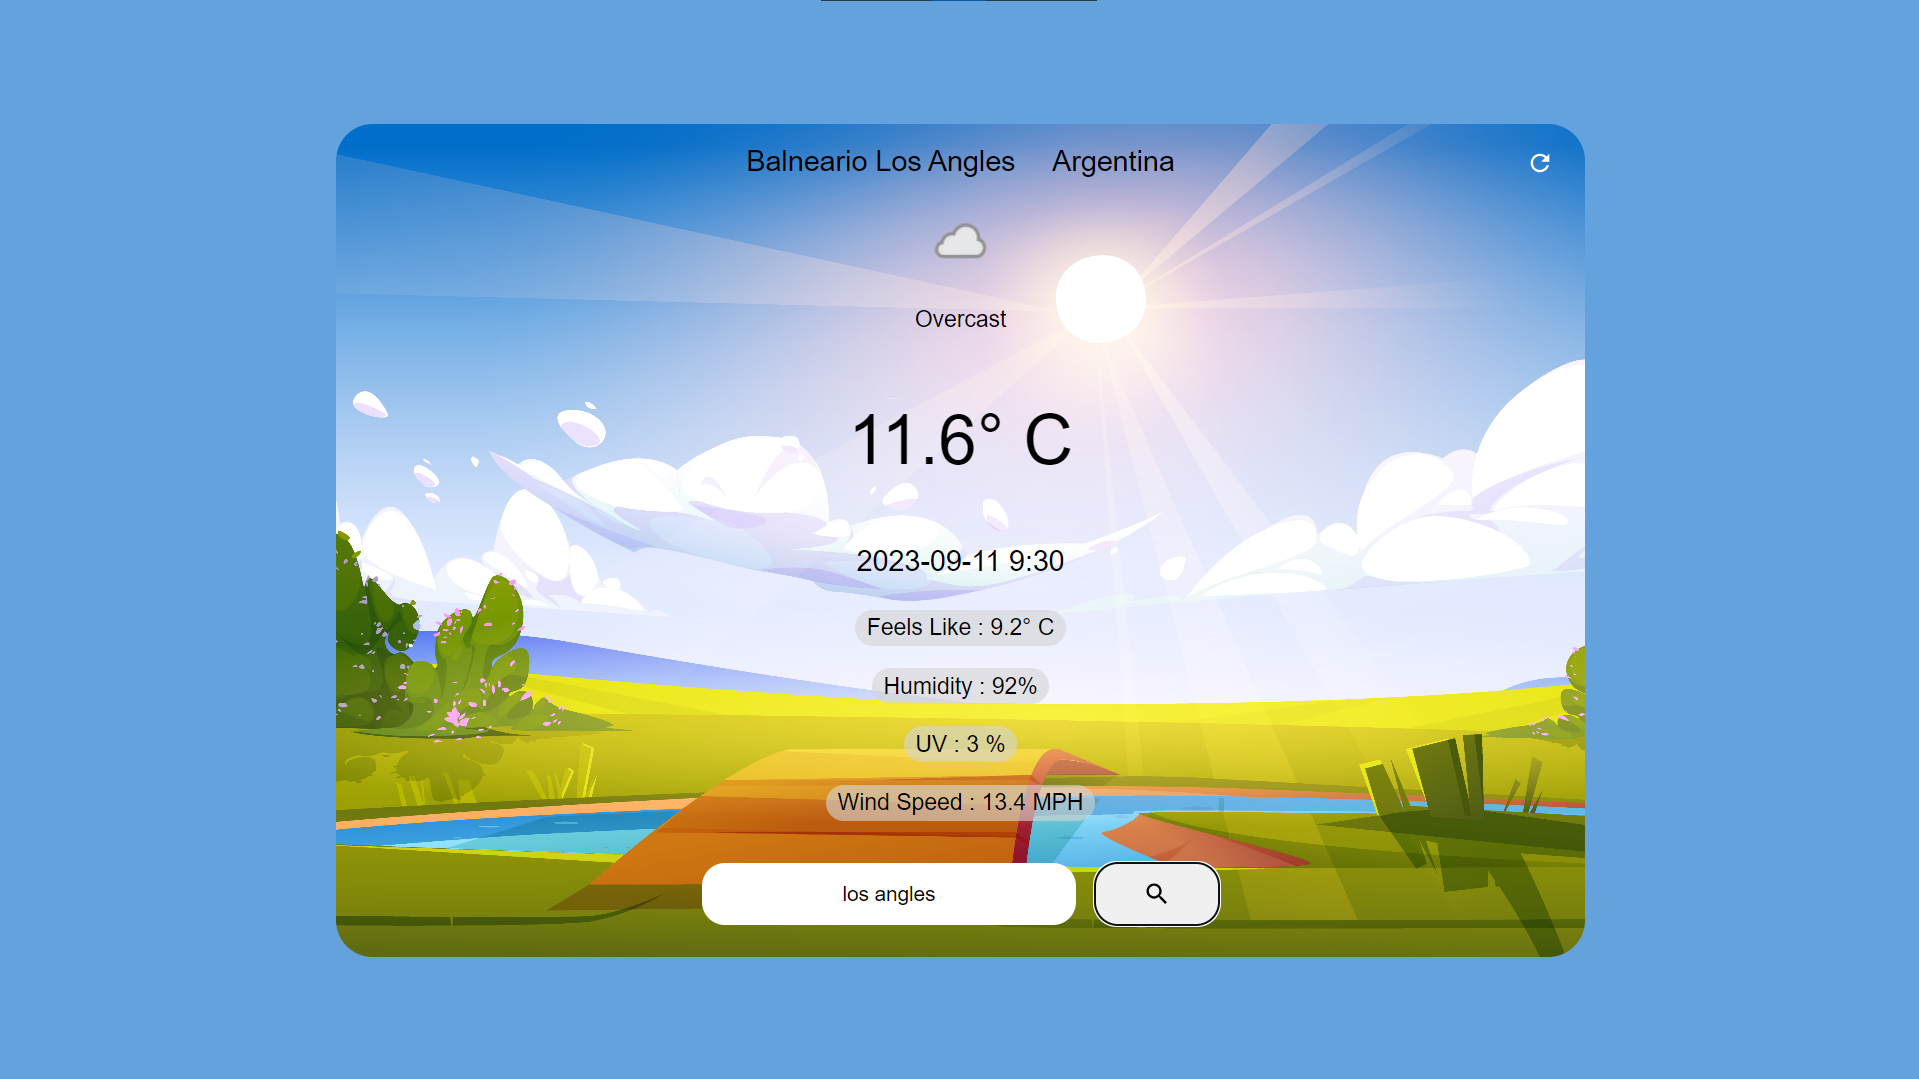 Balneario Los Angles Argentina
Overcast
11.6° C
2023-09-11 9:30
Feels Like : 9.2° C
Humidity : 92%
UV : 3 %
Wind Speed : 13.4 MPH
los angles